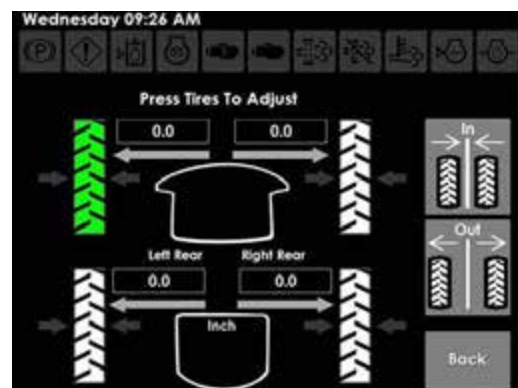 Wednesday 09:26 AM
Press Tires To Adjust
0.0 0.0
In
Left Rear Right Rear
Out
0.0 0.0
Inch
Back